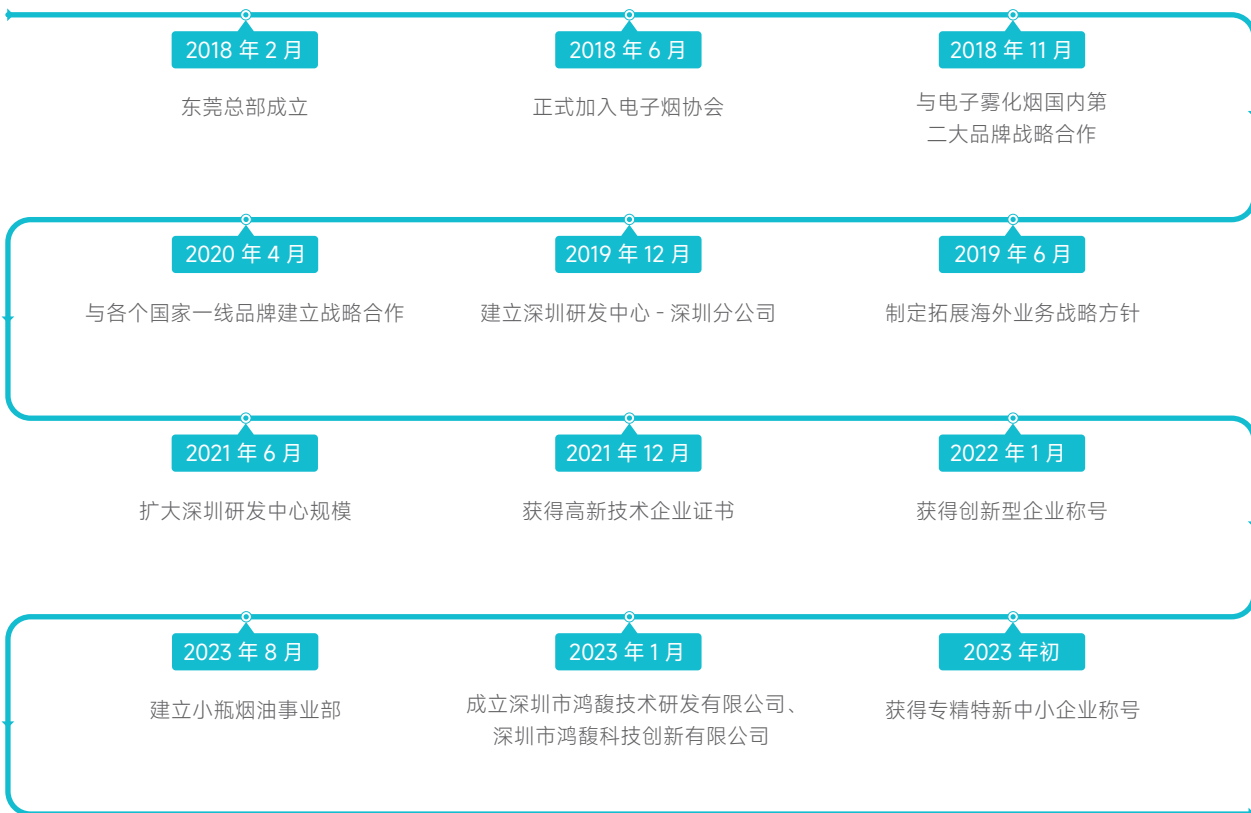 2018 年 2 月
东莞总部成立
2018 年 6 月
正式加入电子烟协会
2018 年 11 月
与电子雾化烟国内第
二大品牌战略合作
2019 年 6 月
制定拓展海外业务战略方针
2019 年 12 月
建立深圳研发中心 - 深圳分公司
2020 年 4 月
与各个国家一线品牌建立战略合作
2021 年 6 月
扩大深圳研发中心规模
2021 年 12 月
获得高新技术企业证书
2022 年 1 月
获得创新型企业称号
2023 年初
获得专精特新中小企业称号
2023 年 1 月
成立深圳市鸿馥技术研发有限公司、
深圳市鸿馥科技创新有限公司
2023 年 8 月
建立小瓶烟油事业部